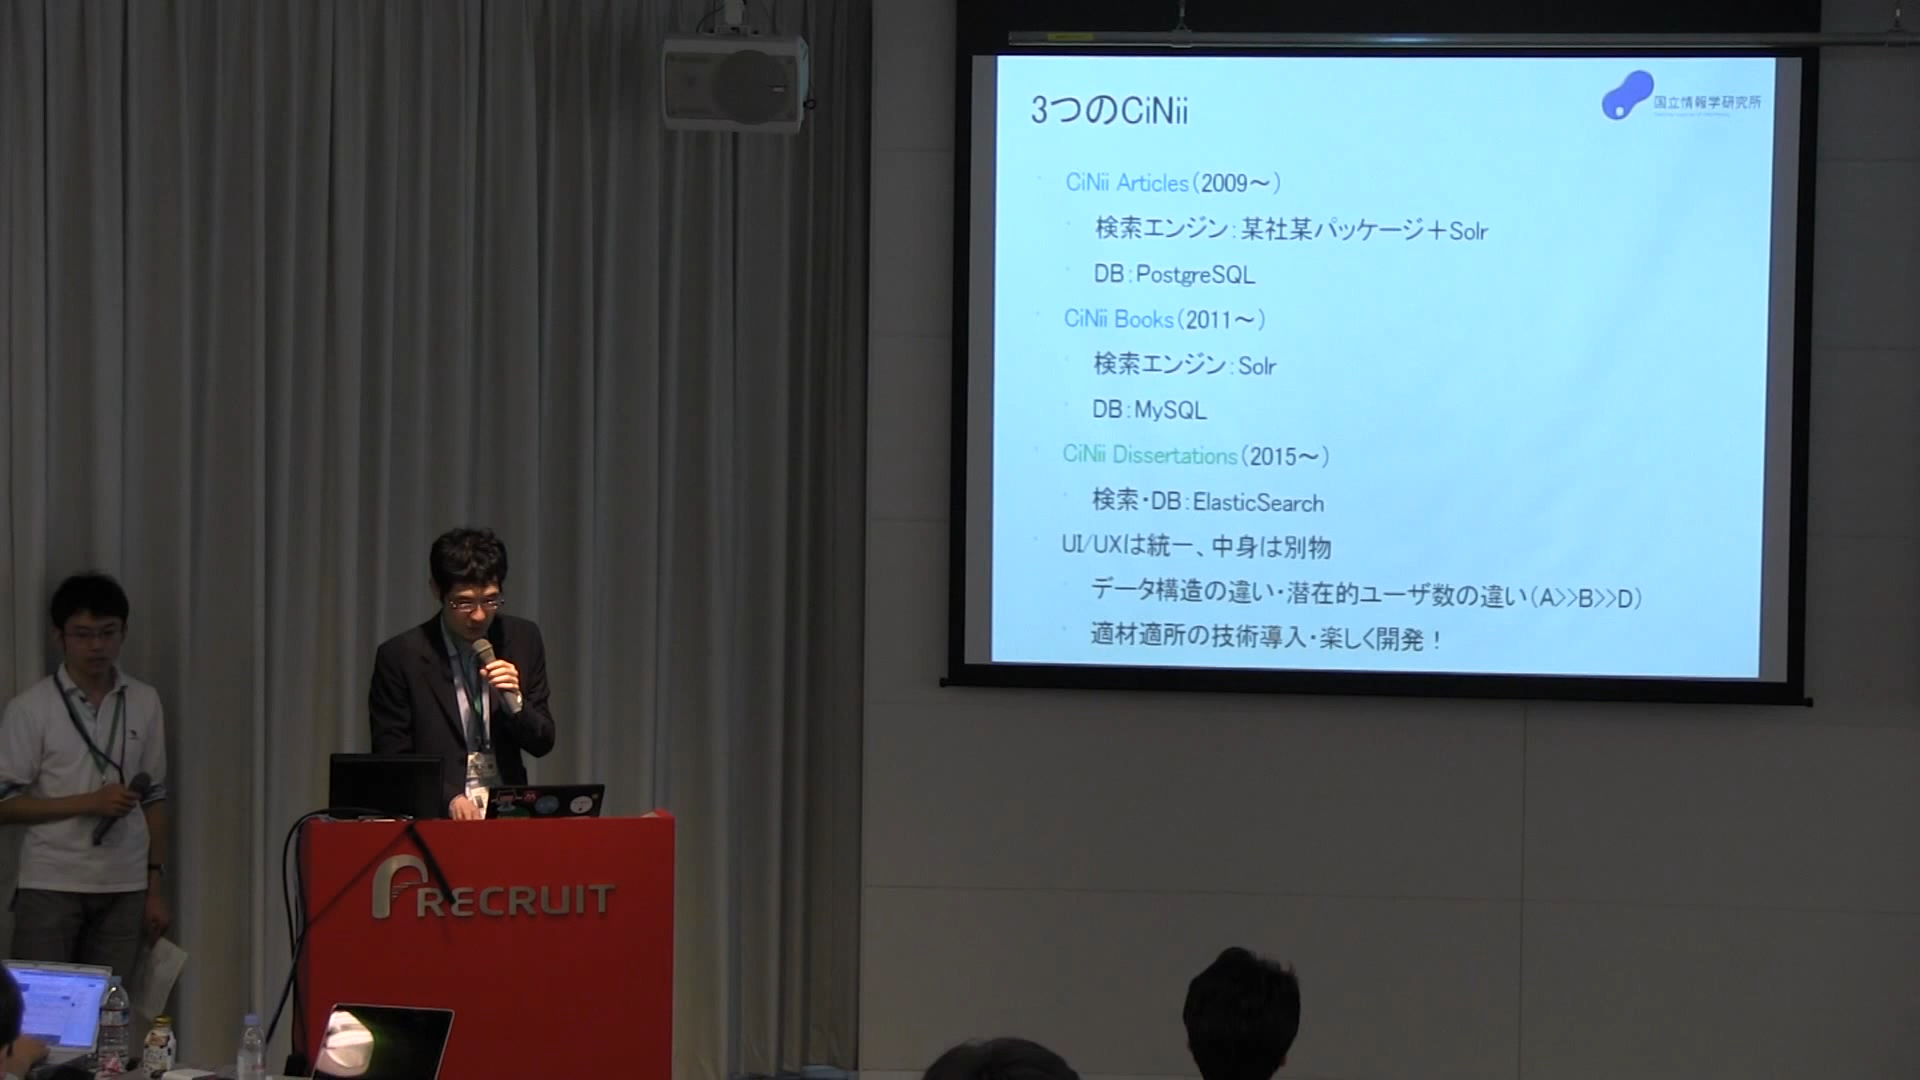 3つのCiNii
国立情報学研究所
CiNii Articles(2009〜)
検索エンジン:某社某パッケージ+Solr
DB:PostgreSQL
CiNii Books(2011〜)
検索エンジン:Solr
DB:MySQL
CiNii Dissertations(2015〜)
検索・DB:ElasticSearch
UI/UXは統一、中身は別物
データ構造の違い・潜在的ユーザ数の違い(A>>B>>D)
適材適所の技術導入・楽しく開発!
RECRUIT